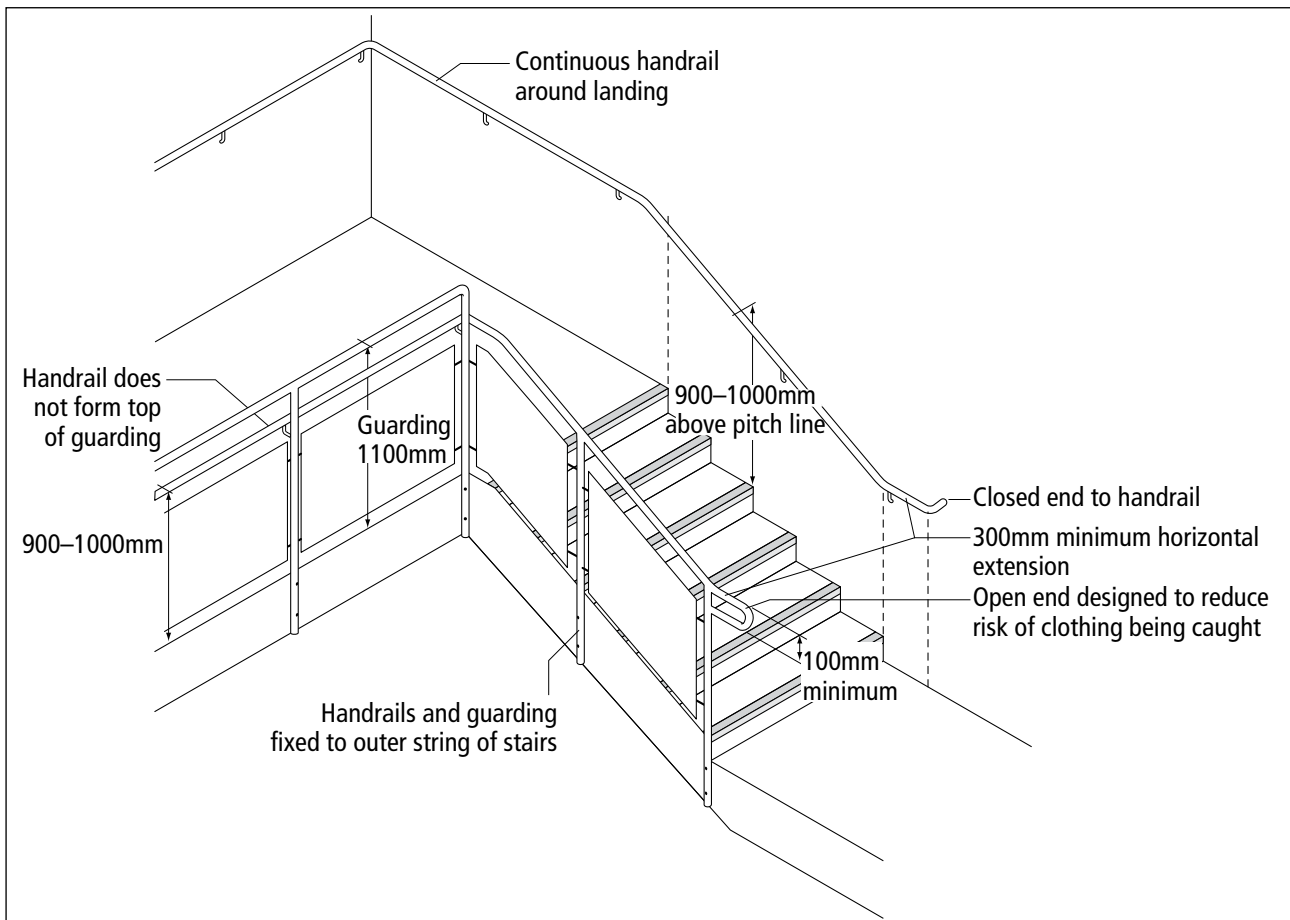 Continuous handrail
around landing
Handrail does
not form top
of guarding
Guarding
1100mm
900–1000mm
above pitch line
900–1000mm
Closed end to handrail
300mm minimum horizontal
extension
Open end designed to reduce
risk of clothing being caught
100mm
minimum
Handrails and guarding
fixed to outer string of stairs